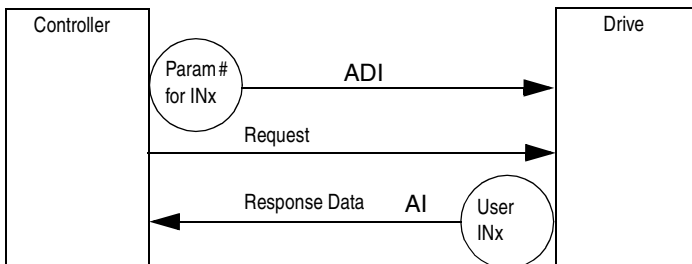 Controller
Drive
Param #
for INx
ADI
Request
Response Data
AI
User
INx